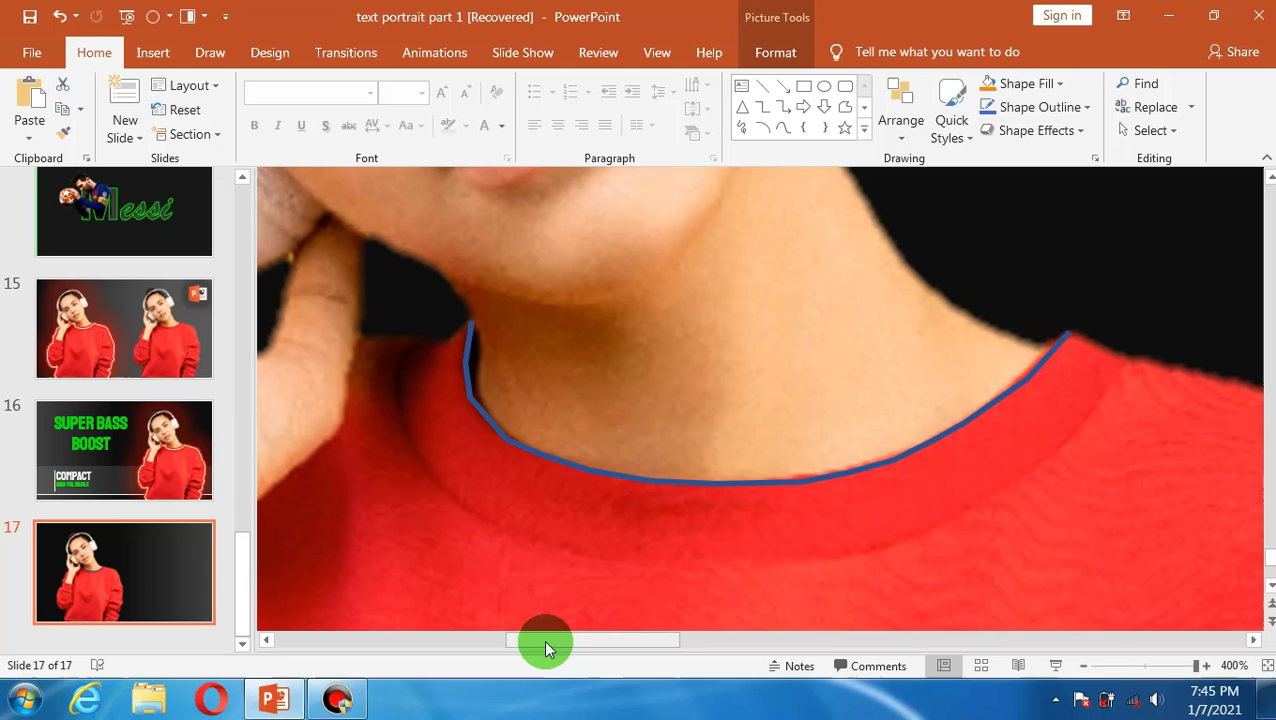 text portrait part 1 [Recovered] - PowerPoint
Picture Tools
Sign in
File
Home
Insert
Draw
Design
Transitions
Animations
Slide Show
Review
View
Help
Format
Tell me what you want to do
Share
Paste
New
Slide
Layout
Reset
Section
B I U S abc AV Aa A
A A A
Arrange
Quick
Styles
Shape Fill
Shape Outline
Shape Effects
Find
Replace
Select
Clipboard
Slides
Font
Paragraph
Drawing
Editing
Messi
15
16
SUPER BASS
BOOST
COMPACT
17
Slide 17 of 17
Notes
Comments
400%
7:45 PM
1/7/2021